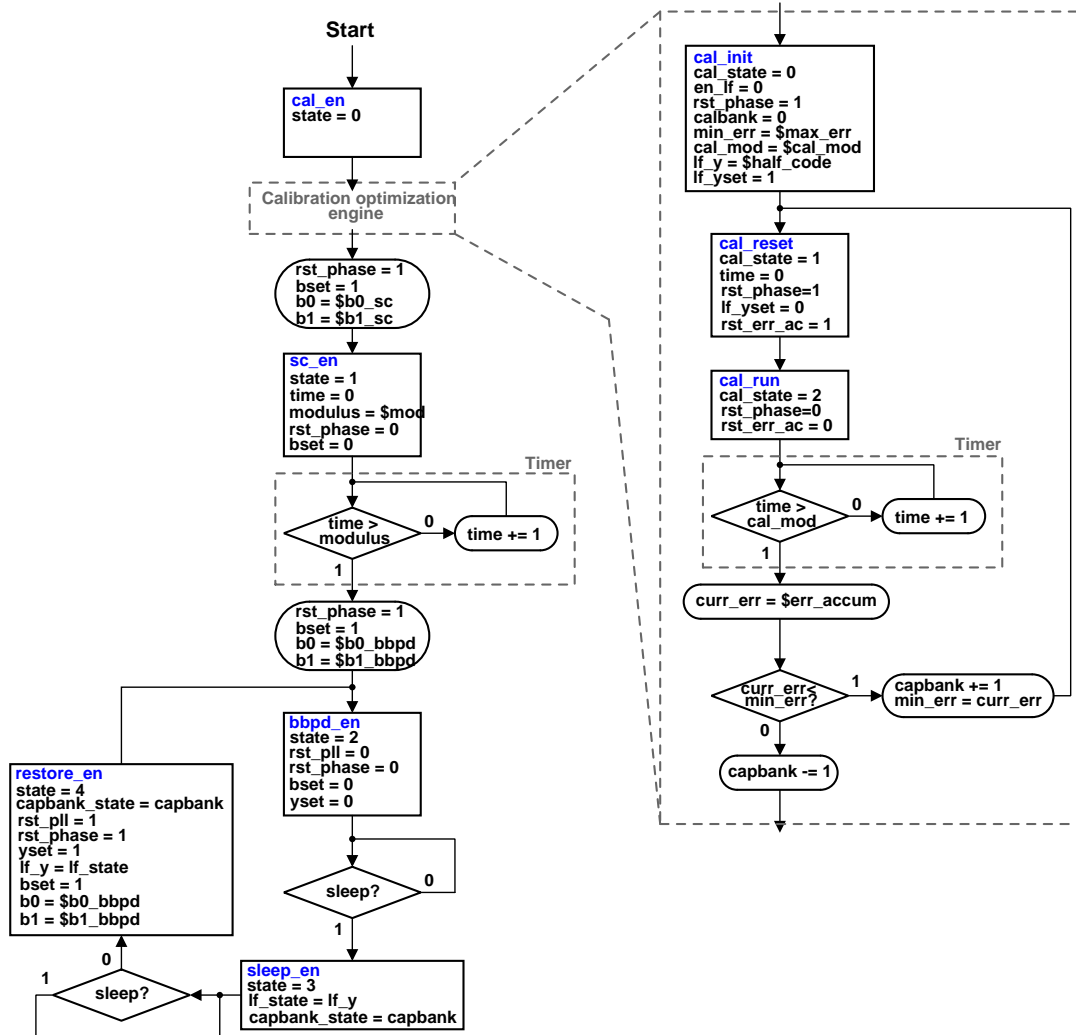 Start
cal_en
state = 0
Calibration optimization
engine
rst_phase = 1
bset = 1
b0 = $b0_sc
b1 = $b1_sc
sc_en
state = 1
time = 0
modulus = $mod
rst_phase = 0
bset = 0
Timer
time >
modulus
0
time += 1
1
rst_phase = 1
bset = 1
b0 = $b0_bbpd
b1 = $b1_bbpd
bbpd_en
state = 2
rst_pll = 0
rst_phase = 0
bset = 0
yset = 0
sleep?
0
1
sleep_en
state = 3
lf_state = lf_y
capbank_state = capbank
sleep?
1
0
restore_en
state = 4
capbank_state = capbank
rst_pll = 1
rst_phase = 1
yset = 1
lf_y = lf_state
bset = 1
b0 = $b0_bbpd
b1 = $b1_bbpd
cal_init
cal_state = 0
en_lf = 0
rst_phase = 1
calbank = 0
min_err = $max_err
cal_mod = $cal_mod
lf_y = $half_code
lf_yset = 1
cal_reset
cal_state = 1
time = 0
rst_phase=1
lf_yset = 0
rst_err_ac = 1
cal_run
cal_state = 2
rst_phase=0
rst_err_ac = 0
Timer
time >
cal_mod
0
time += 1
1
curr_err = $err_accum
curr_err<
min_err?
1
capbank += 1
min_err = curr_err
0
capbank -= 1